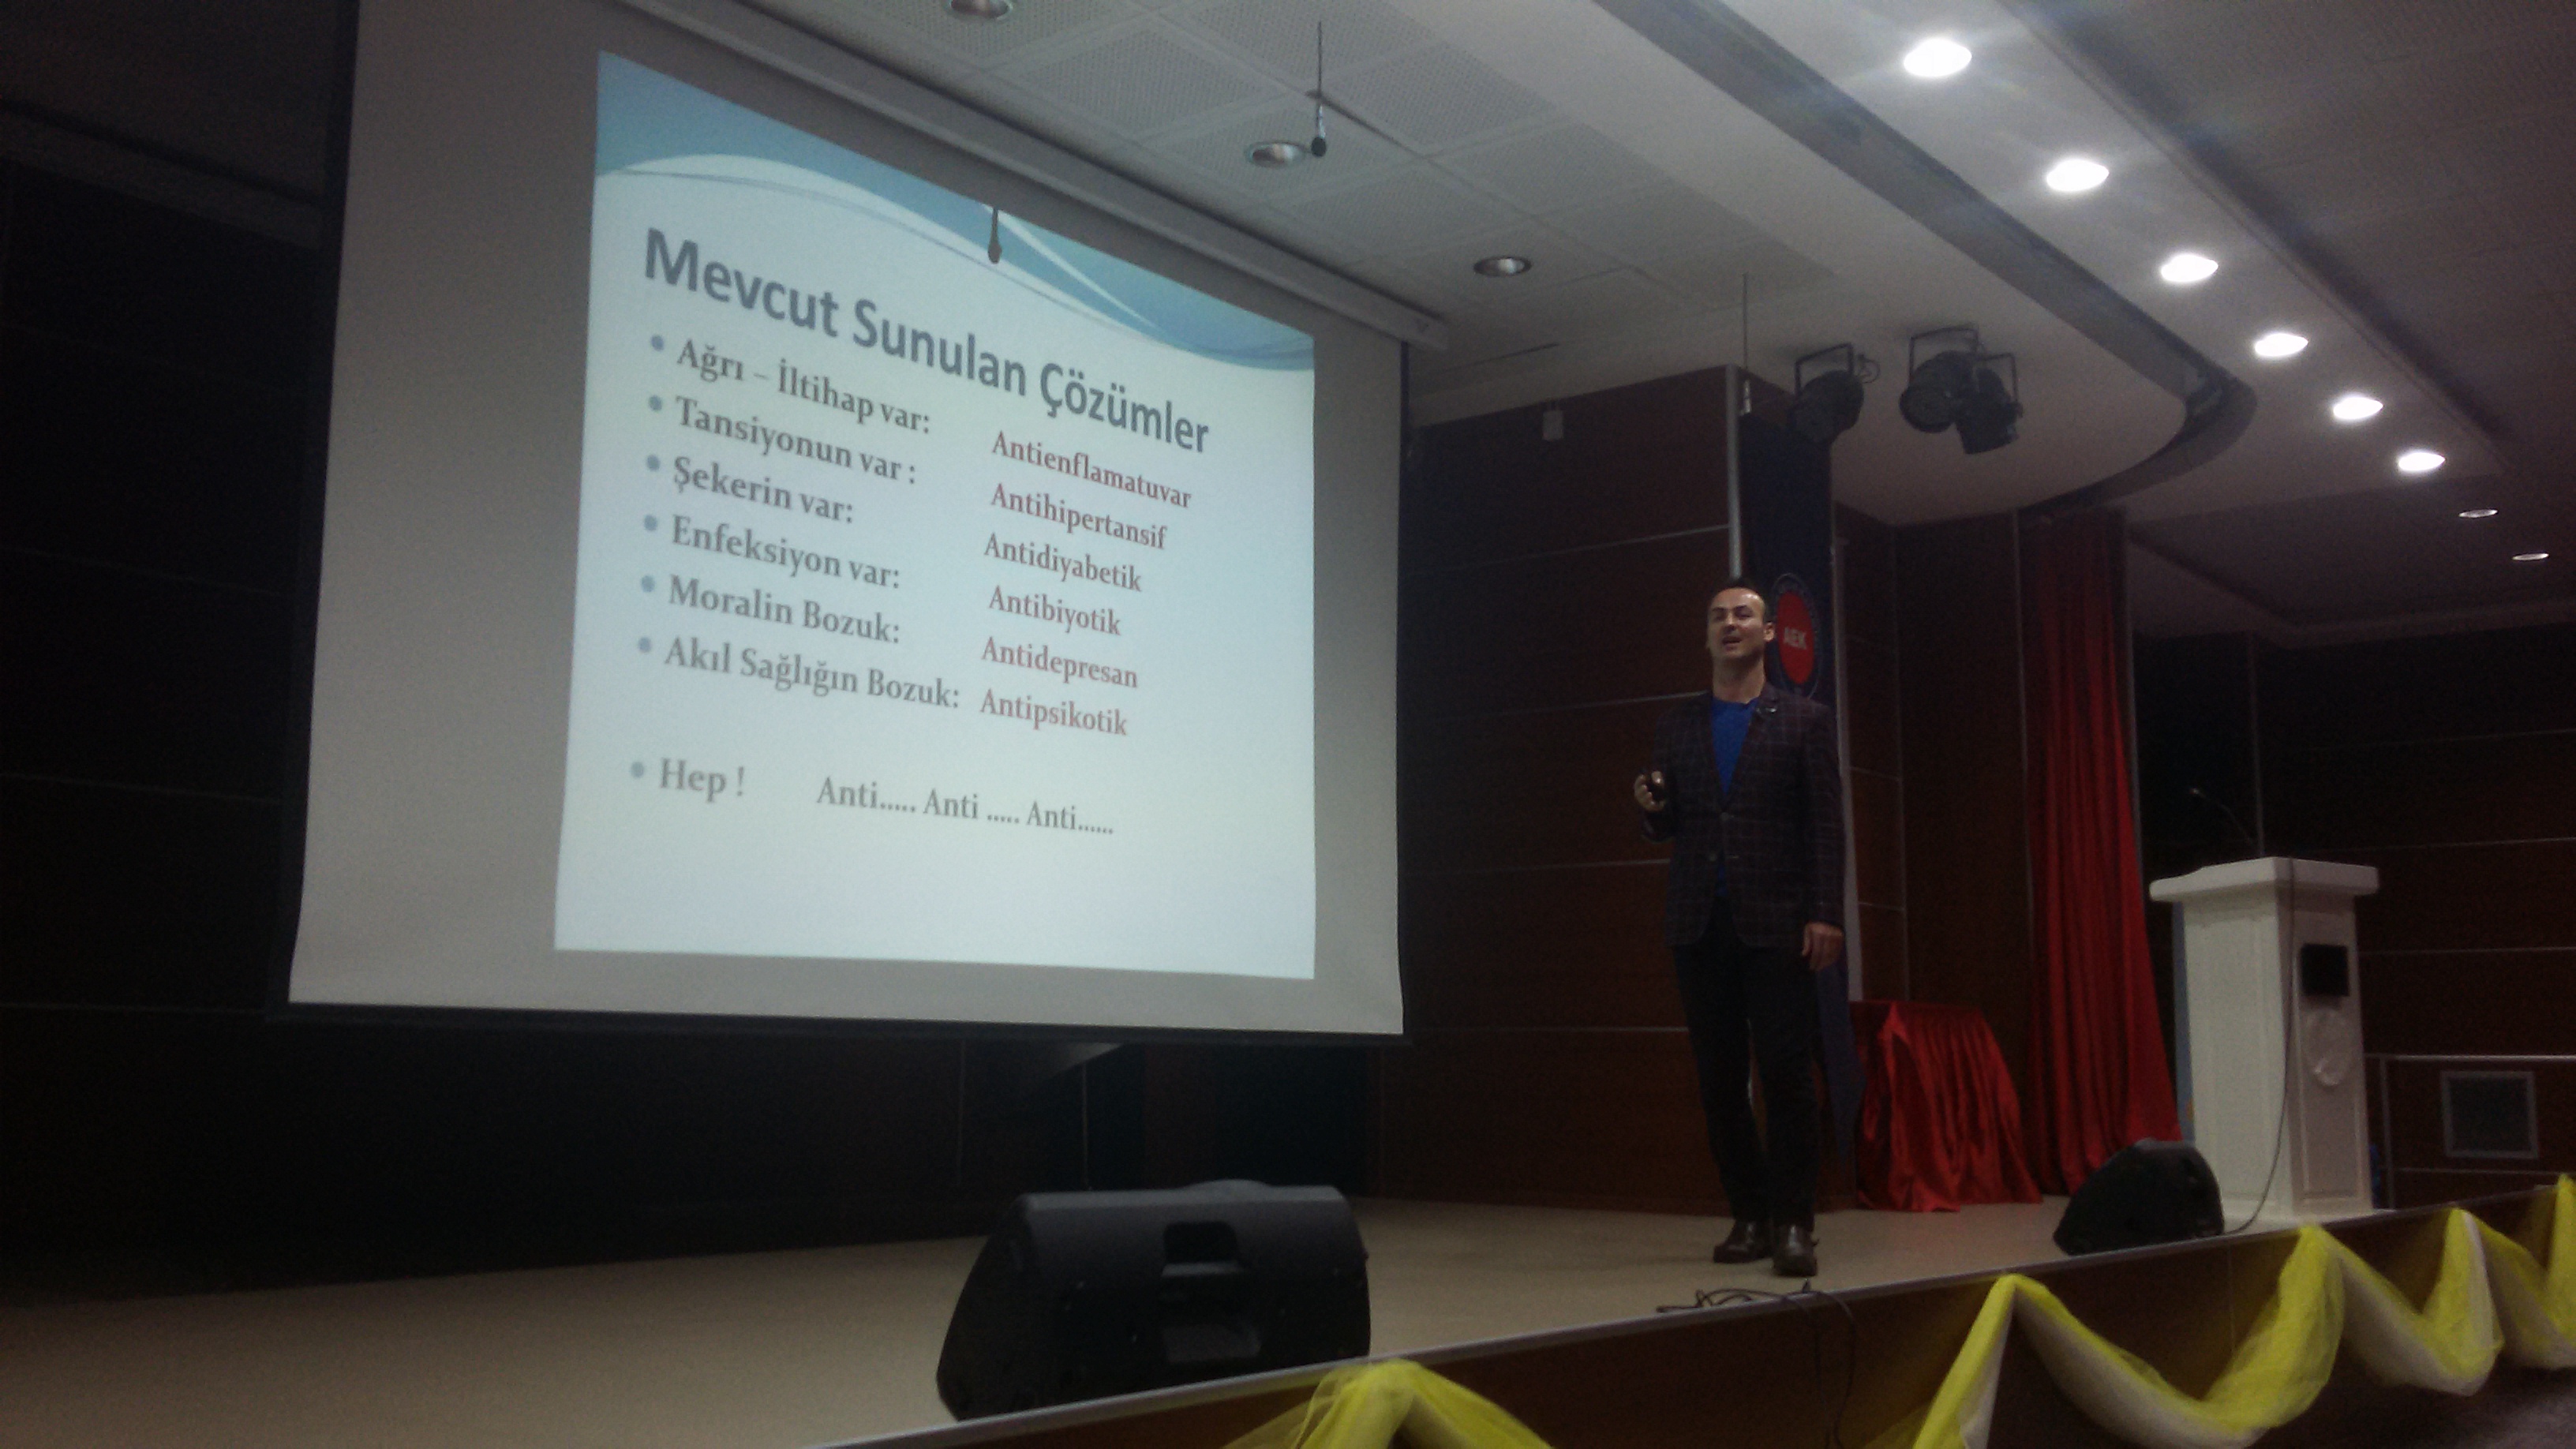 Mevcut Sunulan Çözümler
• Ağrı – İltihap var: Antienflamatuvar
• Tansiyonun var : Antihipertansif
• Şekerin var: Antidiyabetik
• Enfeksiyon var: Antibiyotik
• Moralin Bozuk: Antidepresan
• Akıl Sağlığın Bozuk: Antipsikotik
• Hep ! Anti..... Anti ..... Anti......
AEK